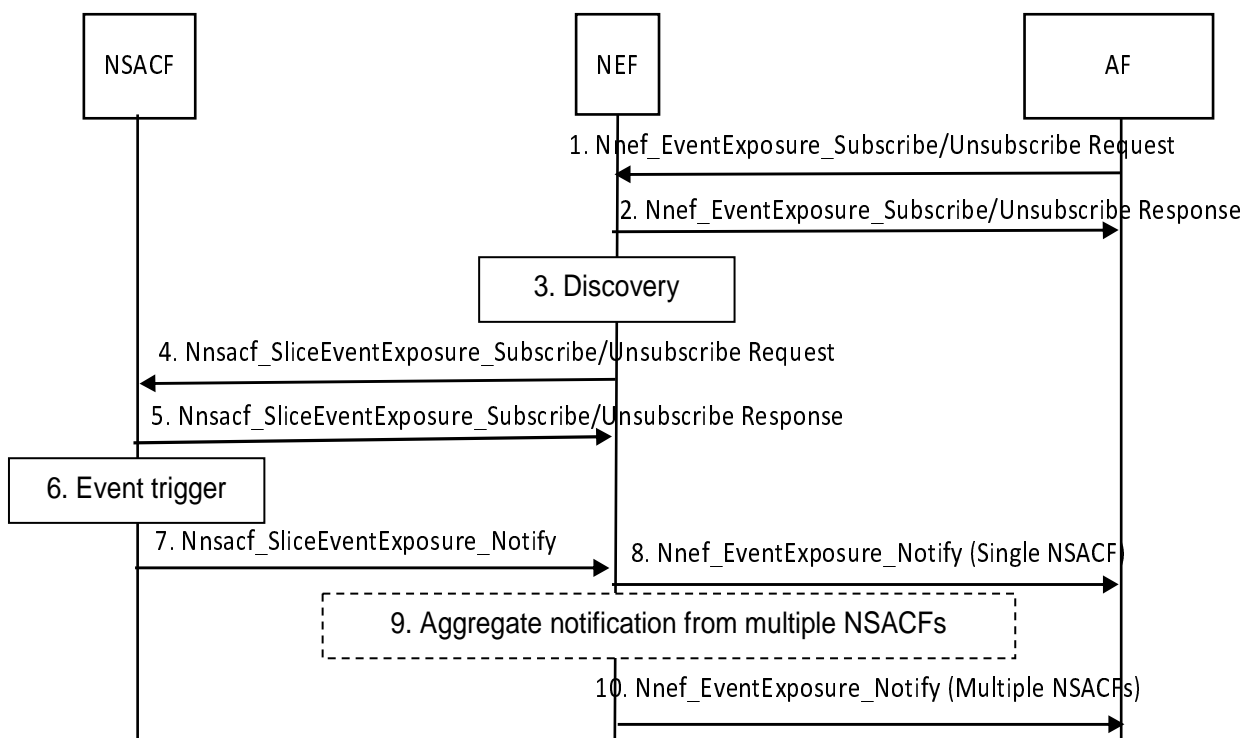 NSACF
NEF
AF
1. Nnef_EventExposure_Subscribe/Unsubscribe Request
2. Nnef_EventExposure_Subscribe/Unsubscribe Response
3. Discovery
4. Nnsacf_SliceEventExposure_Subscribe/Unsubscribe Request
5. Nnsacf_SliceEventExposure_Subscribe/Unsubscribe Response
6. Event trigger
7. Nnsacf_SliceEventExposure_Notify
8. Nnef_EventExposure_Notify (Single NSACF)
9. Aggregate notification from multiple NSACFs
10. Nnef_EventExposure_Notify (Multiple NSACFs)